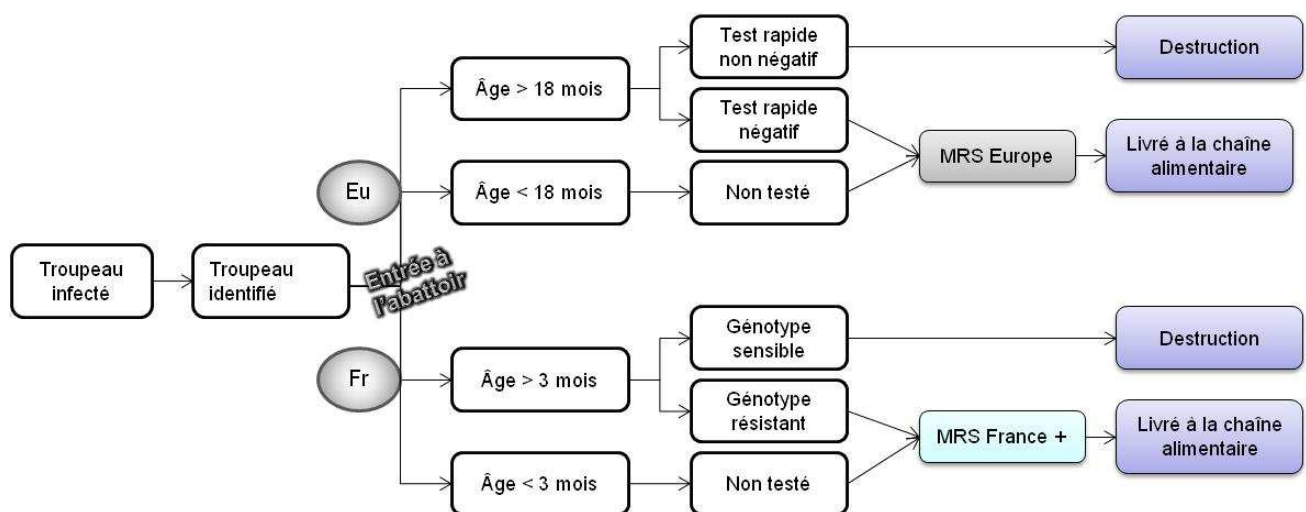 Troupeau
infecté
Troupeau
identifié
Entrée à
l'abattoir
Eu
Âge > 18 mois
Test rapide
non négatif
Destruction
Test rapide
négatif
Âge < 18 mois
Non testé
MRS Europe
Livré à la chaîne
alimentaire
Fr
Âge > 3 mois
Génotype
sensible
Destruction
Génotype
résistant
Âge < 3 mois
Non testé
MRS France +
Livré à la chaîne
alimentaire